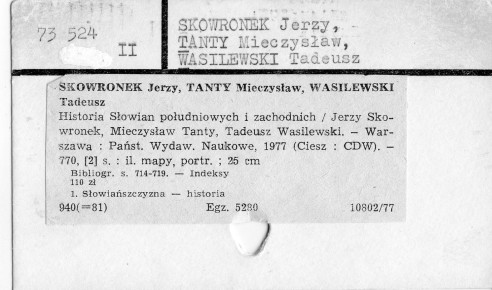 73 524
II
SKOWRONEK Jerzy,
TANTY Mieczysław,
WASILEWSKI Tadeusz
SKOWRONEK Jerzy, TANTY Mieczysław, WASILEWSKI
Tadeusz
Historia Słowian południowych i zachodnich / Jerzy Sko-
wronek, Mieczysław Tanty, Tadeusz Wasilewski. — War-
szawa : Państ. Wydaw. Naukowe, 1977 (Ciesz : CDW). —
770, [2] s. : il. mapy, portr. ; 25 cm
Bibliogr. s. 714-719. — Indeksy
110 zł
1. Słowiańszczyzna — historia
940(=81) Egz. 5280 10802/77